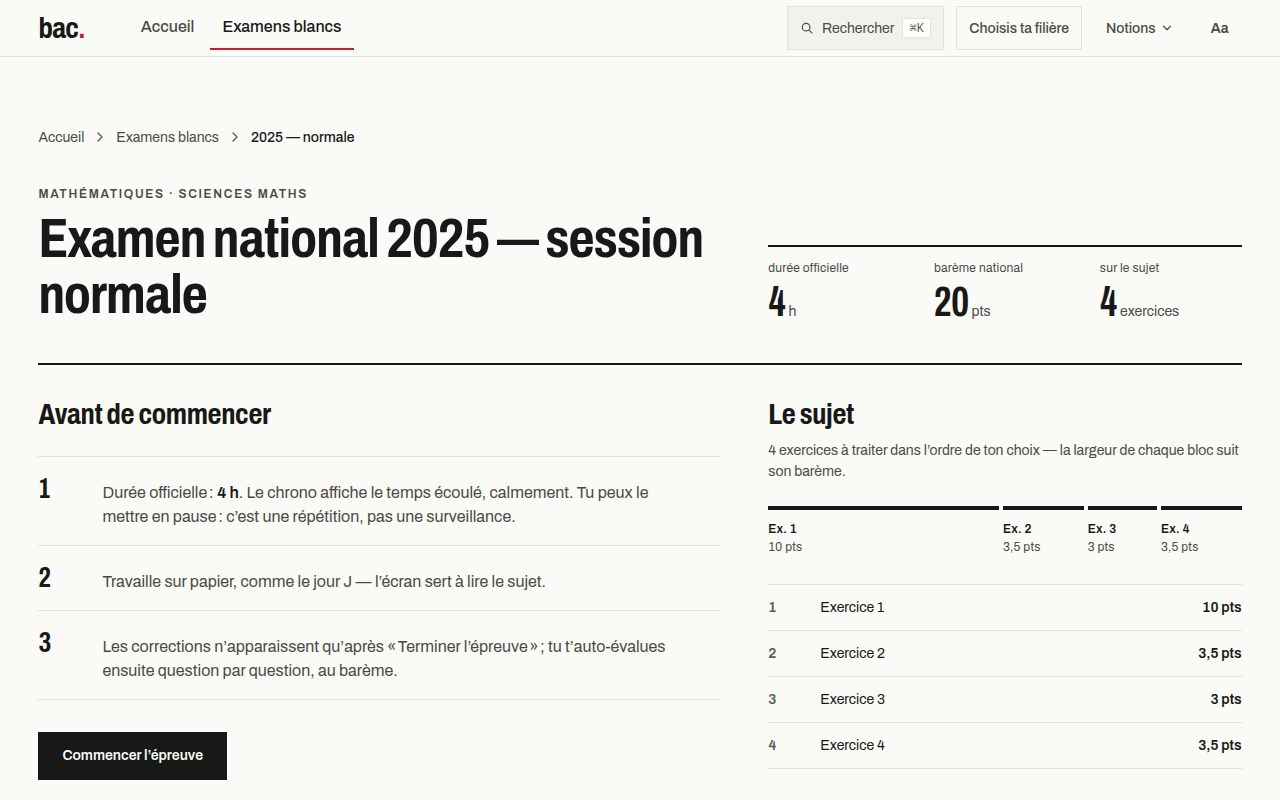 bac.
Accueil
Examens blancs
Rechercher ⌘K
Choisis ta filière
Notions
Aa
Accueil > Examens blancs > 2025 — normale
MATHÉMATIQUES · SCIENCES MATHS
Examen national 2025 — session
normale
durée officielle
4 h
barème national
20 pts
sur le sujet
4 exercices
Avant de commencer
1
Durée officielle : 4 h. Le chrono affiche le temps écoulé, calmement. Tu peux le
mettre en pause : c’est une répétition, pas une surveillance.
2
Travaille sur papier, comme le jour J — l’écran sert à lire le sujet.
3
Les corrections n’apparaissent qu’après « Terminer l’épreuve » ; tu t’auto-évalues
ensuite question par question, au barème.
Commencer l’épreuve
Le sujet
4 exercices à traiter dans l’ordre de ton choix — la largeur de chaque bloc suit
son barème.
Ex. 1
10 pts
Ex. 2
3,5 pts
Ex. 3
3 pts
Ex. 4
3,5 pts
1 Exercice 1 10 pts
2 Exercice 2 3,5 pts
3 Exercice 3 3 pts
4 Exercice 4 3,5 pts